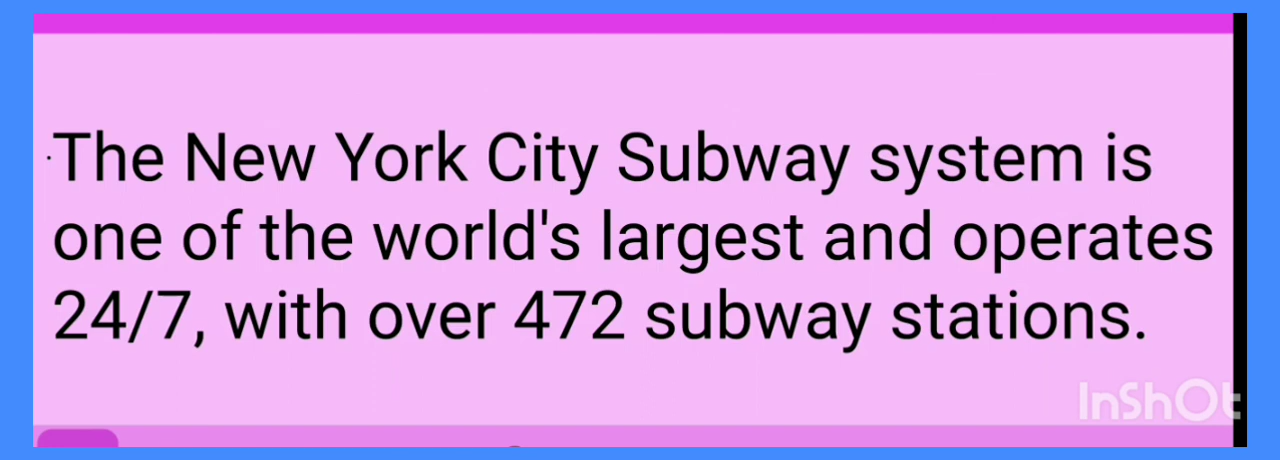 ·The New York City Subway system is
one of the world's largest and operates
24/7, with over 472 subway stations.
InShOt